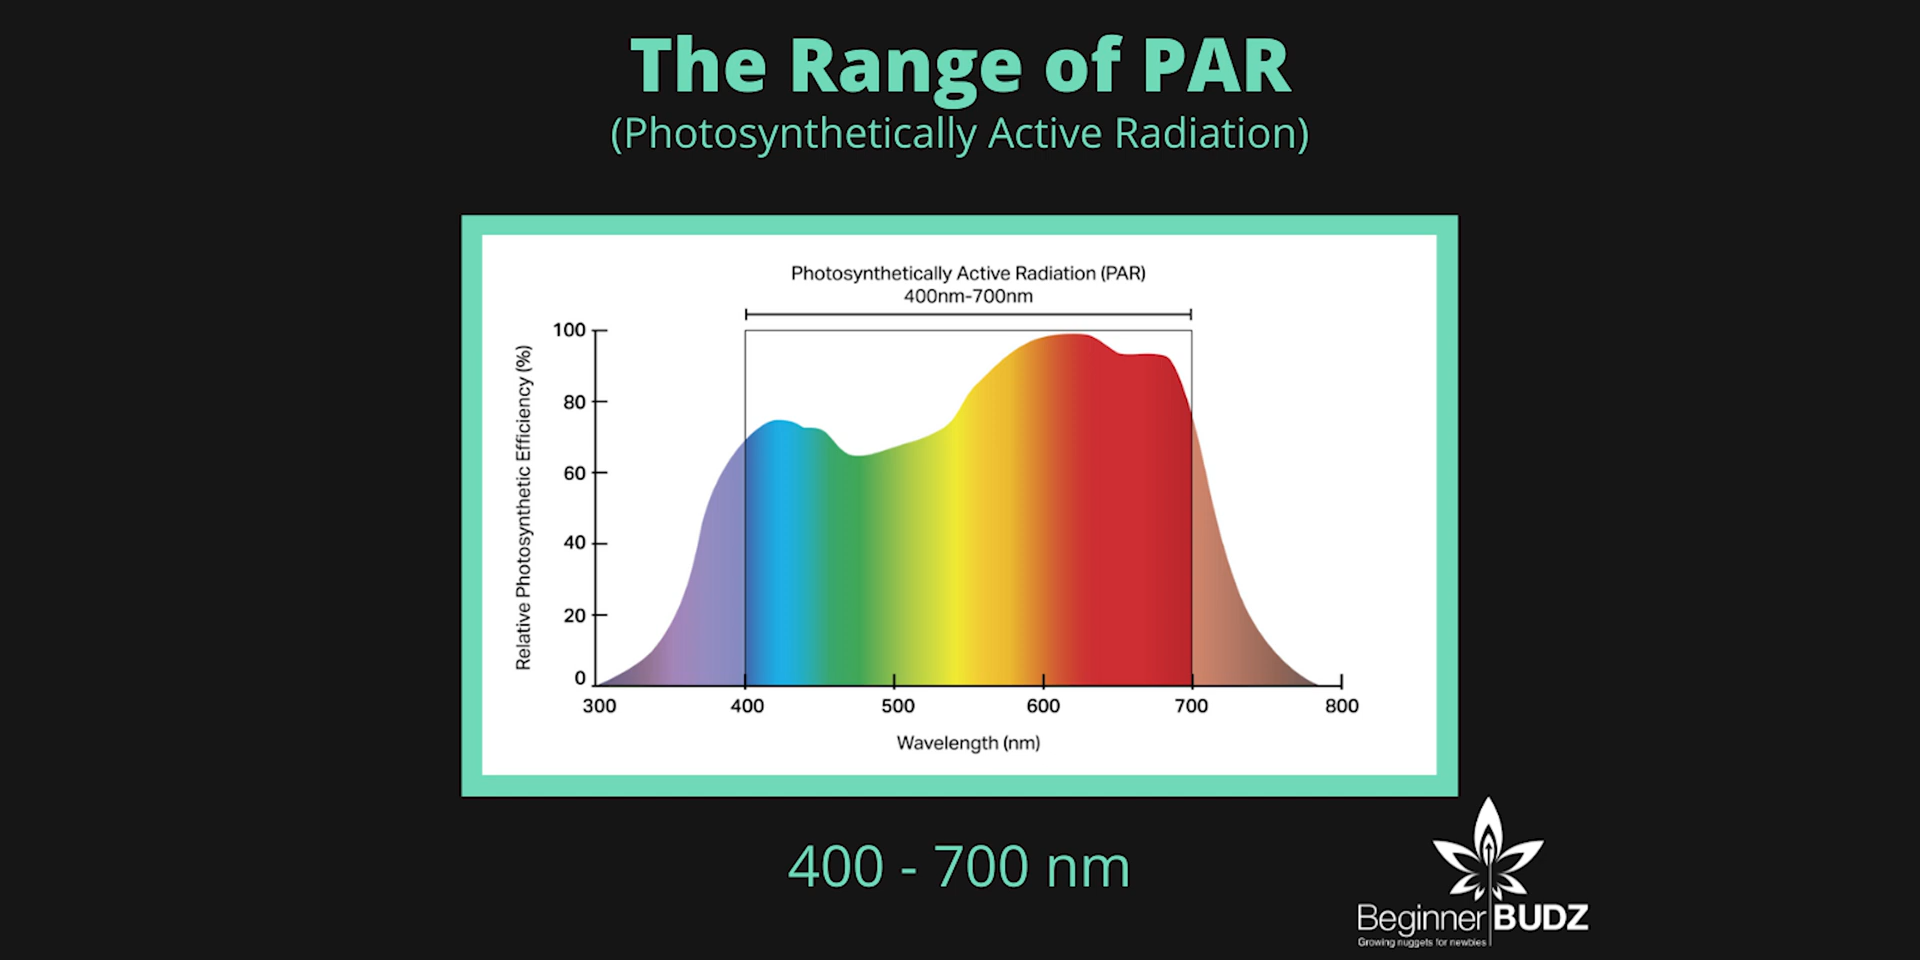 The Range of PAR
(Photosynthetically Active Radiation)
Photosynthetically Active Radiation (PAR)
400nm-700nm
Relative Photosynthetic Efficiency (%)
100
80
60
40
20
0
300 400 500 600 700 800
Wavelength (nm)
400 - 700 nm
Beginner BUDZ
Growing nuggets for newbies